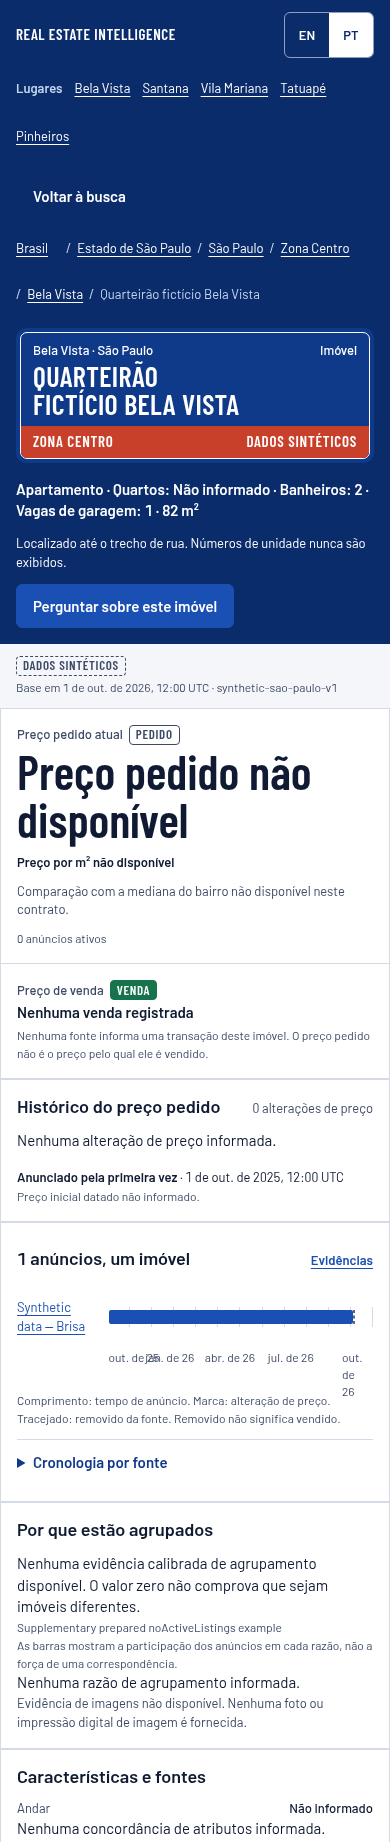 REAL ESTATE INTELLIGENCE
EN PT
Lugares Bela Vista Santana Vila Mariana Tatuapé
Pinheiros
Voltar à busca
Brasil / Estado de São Paulo / São Paulo / Zona Centro
/ Bela Vista / Quarteirão fictício Bela Vista
Bela Vista · São Paulo Imóvel
QUARTEIRÃO
FICTÍCIO BELA VISTA
ZONA CENTRO DADOS SINTÉTICOS
Apartamento · Quartos: Não informado · Banheiros: 2 ·
Vagas de garagem: 1 · 82 m²
Localizado até o trecho de rua. Números de unidade nunca são
exibidos.
Perguntar sobre este imóvel
DADOS SINTÉTICOS
Base em 1 de out. de 2026, 12:00 UTC · synthetic-sao-paulo-v1
Preço pedido atual PEDIDO
Preço pedido não
disponível
Preço por m² não disponível
Comparação com a mediana do bairro não disponível neste
contrato.
0 anúncios ativos
Preço de venda VENDA
Nenhuma venda registrada
Nenhuma fonte informa uma transação deste imóvel. O preço pedido
não é o preço pelo qual ele é vendido.
Histórico do preço pedido 0 alterações de preço
Nenhuma alteração de preço informada.
Anunciado pela primeira vez · 1 de out. de 2025, 12:00 UTC
Preço inicial datado não informado.
1 anúncios, um imóvel Evidências
Synthetic
data — Brisa
out. de 25 jan. de 26 abr. de 26 jul. de 26 out.
de
26
Comprimento: tempo de anúncio. Marca: alteração de preço.
Tracejado: removido da fonte. Removido não significa vendido.
Cronologia por fonte
Por que estão agrupados
Nenhuma evidência calibrada de agrupamento
disponível. O valor zero não comprova que sejam
imóveis diferentes.
Supplementary prepared noActiveListings example
As barras mostram a participação dos anúncios em cada razão, não a
força de uma correspondência.
Nenhuma razão de agrupamento informada.
Evidência de imagens não disponível. Nenhuma foto ou
impressão digital de imagem é fornecida.
Características e fontes
Andar Não informado
Nenhuma concordância de atributos informada.